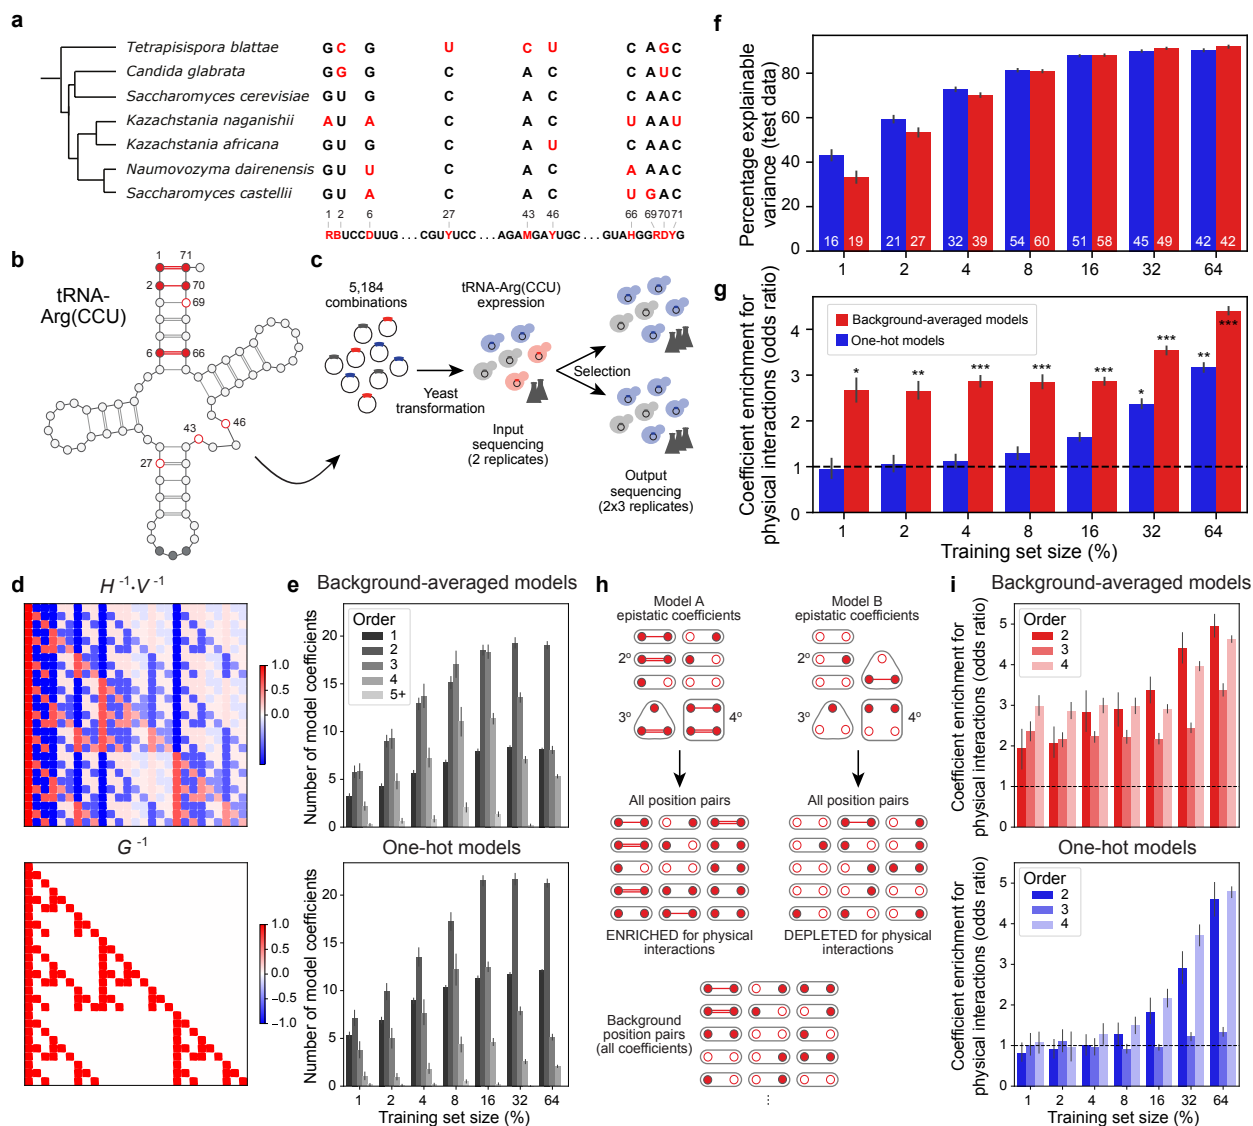 a
Tetrapisispora blattae G C G U C U C A G C
Candida glabrata G G G C A C C A U C
Saccharomyces cerevisiae G U G C A C C A A C
Kazachstania naganishii A U A C A C U A A U
Kazachstania africana G U G C A U C A A C
Naumovozyma dairenensis G U U C A C A A A C
Saccharomyces castellii G U A C A C U G A C
1 2 6 27 43 46 66 69 70 71
RBUCCDUUG...CGUYUCC ...AGAMGAYUGC ...GUAHGGRDYG
b
tRNA-
Arg(CCU)
1 71
2 70
69
6 66
46
43
27
c
5,184
combinations
Yeast
transformation
tRNA-Arg(CCU)
expression
Input
sequencing
(2 replicates)
Selection
Output
sequencing
(2x3 replicates)
d
H -1·V -1
1.0
0.5
0.0
G -1
1.0
0.5
0.0
−0.5
−1.0
e
Background-averaged models
Number of model coefficients
20
15
10
5
0
Order
1
2
3
4
5+
One-hot models
Number of model coefficients
20
15
10
5
0
1 2 4 8 16 32 64
Training set size (%)
f
Percentage explainable
variance (test data)
80
60
40
20
0
16 19 21 27 32 39 54 60 51 58 45 49 42 42
1 2 4 8 16 32 64
g
Coefficient enrichment for
physical interactions (odds ratio)
4
3
2
1
0
Background-averaged models
One-hot models
* ** *** *** *** * *** ** ***
1 2 4 8 16 32 64
Training set size (%)
h
Model A
epistatic coefficients
2º
3º 4º
All position pairs
ENRICHED for physical
interactions
Model B
epistatic coefficients
2º
3º 4º
All position pairs
DEPLETED for physical
interactions
Background
position pairs
(all coefficients)
⋮
i
Background-averaged models
Coefficient enrichment for
physical interactions (odds ratio)
5
4
3
2
1
0
Order
2
3
4
One-hot models
Coefficient enrichment for
physical interactions (odds ratio)
5
4
3
2
1
0
Order
2
3
4
1 2 4 8 16 32 64
Training set size (%)